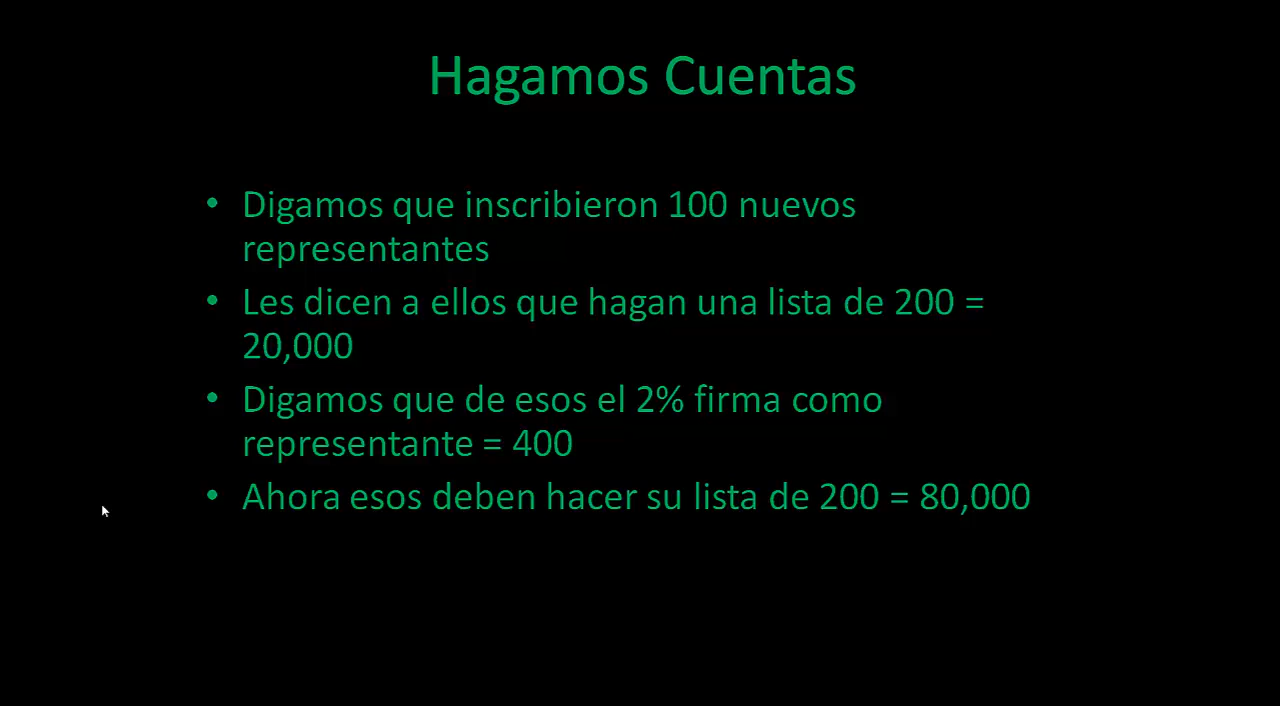 Hagamos Cuentas
• Digamos que inscribieron 100 nuevos
representantes
• Les dicen a ellos que hagan una lista de 200 =
20,000
• Digamos que de esos el 2% firma como
representante = 400
• Ahora esos deben hacer su lista de 200 = 80,000